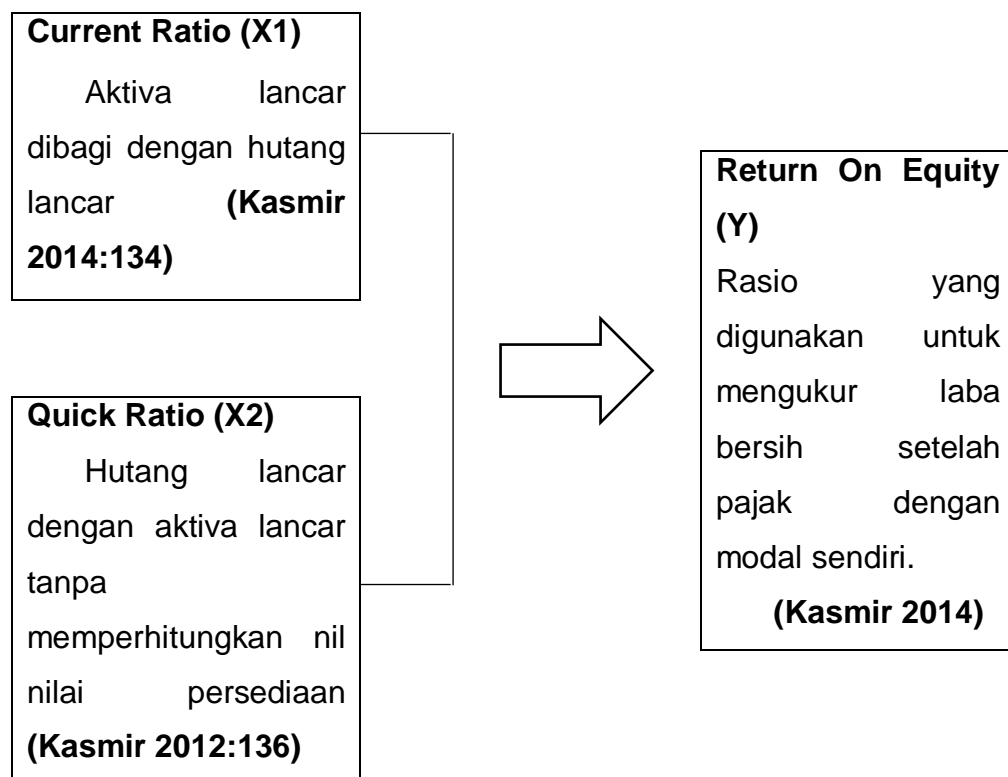 Current Ratio (X1)
Aktiva lancar
dibagi dengan hutang
lancar (Kasmir
2014:134)
Quick Ratio (X2)
Hutang lancar
dengan aktiva lancar
tanpa
memperhitungkan nil
nilai persediaan
(Kasmir 2012:136)
Return On Equity
(Y)
Rasio yang
digunakan untuk
mengukur laba
bersih setelah
pajak dengan
modal sendiri.
(Kasmir 2014)